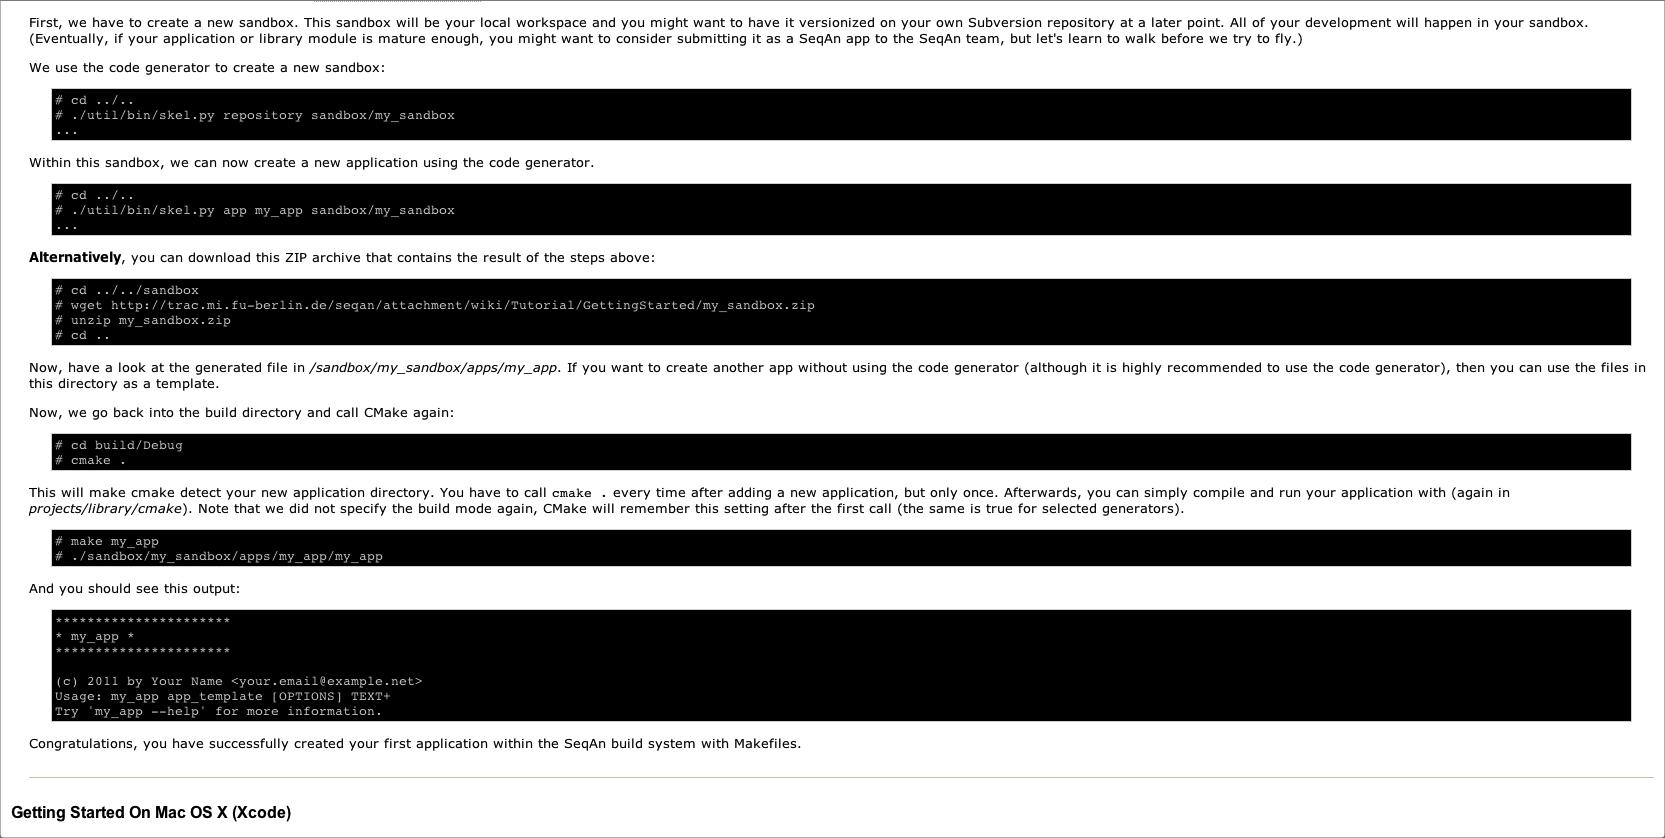 First, we have to create a new sandbox. This sandbox will be your local workspace and you might want to have it versionized on your own Subversion repository at a later point. All of your development will happen in your sandbox.
(Eventually, if your application or library module is mature enough, you might want to consider submitting it as a SeqAn app to the SeqAn team, but let's learn to walk before we try to fly.)
We use the code generator to create a new sandbox:
# cd ../..
# ./util/bin/skel.py repository sandbox/my_sandbox
...
Within this sandbox, we can now create a new application using the code generator.
# cd ../..
# ./util/bin/skel.py app my_app sandbox/my_sandbox
...
Alternatively, you can download this ZIP archive that contains the result of the steps above:
# cd ../../sandbox
# wget http://trac.mi.fu-berlin.de/seqan/attachment/wiki/Tutorial/GettingStarted/my_sandbox.zip
# unzip my_sandbox.zip
# cd ..
Now, have a look at the generated file in /sandbox/my_sandbox/apps/my_app. If you want to create another app without using the code generator (although it is highly recommended to use the code generator), then you can use the files in
this directory as a template.
Now, we go back into the build directory and call CMake again:
# cd build/Debug
# cmake .
This will make cmake detect your new application directory. You have to call cmake . every time after adding a new application, but only once. Afterwards, you can simply compile and run your application with (again in
projects/library/cmake). Note that we did not specify the build mode again, CMake will remember this setting after the first call (the same is true for selected generators).
# make my_app
# ./sandbox/my_sandbox/apps/my_app/my_app
And you should see this output:
**********************
* my_app *
**********************
(c) 2011 by Your Name <your.email@example.net>
Usage: my_app app_template [OPTIONS] TEXT+
Try 'my_app --help' for more information.
Congratulations, you have successfully created your first application within the SeqAn build system with Makefiles.
Getting Started On Mac OS X (Xcode)